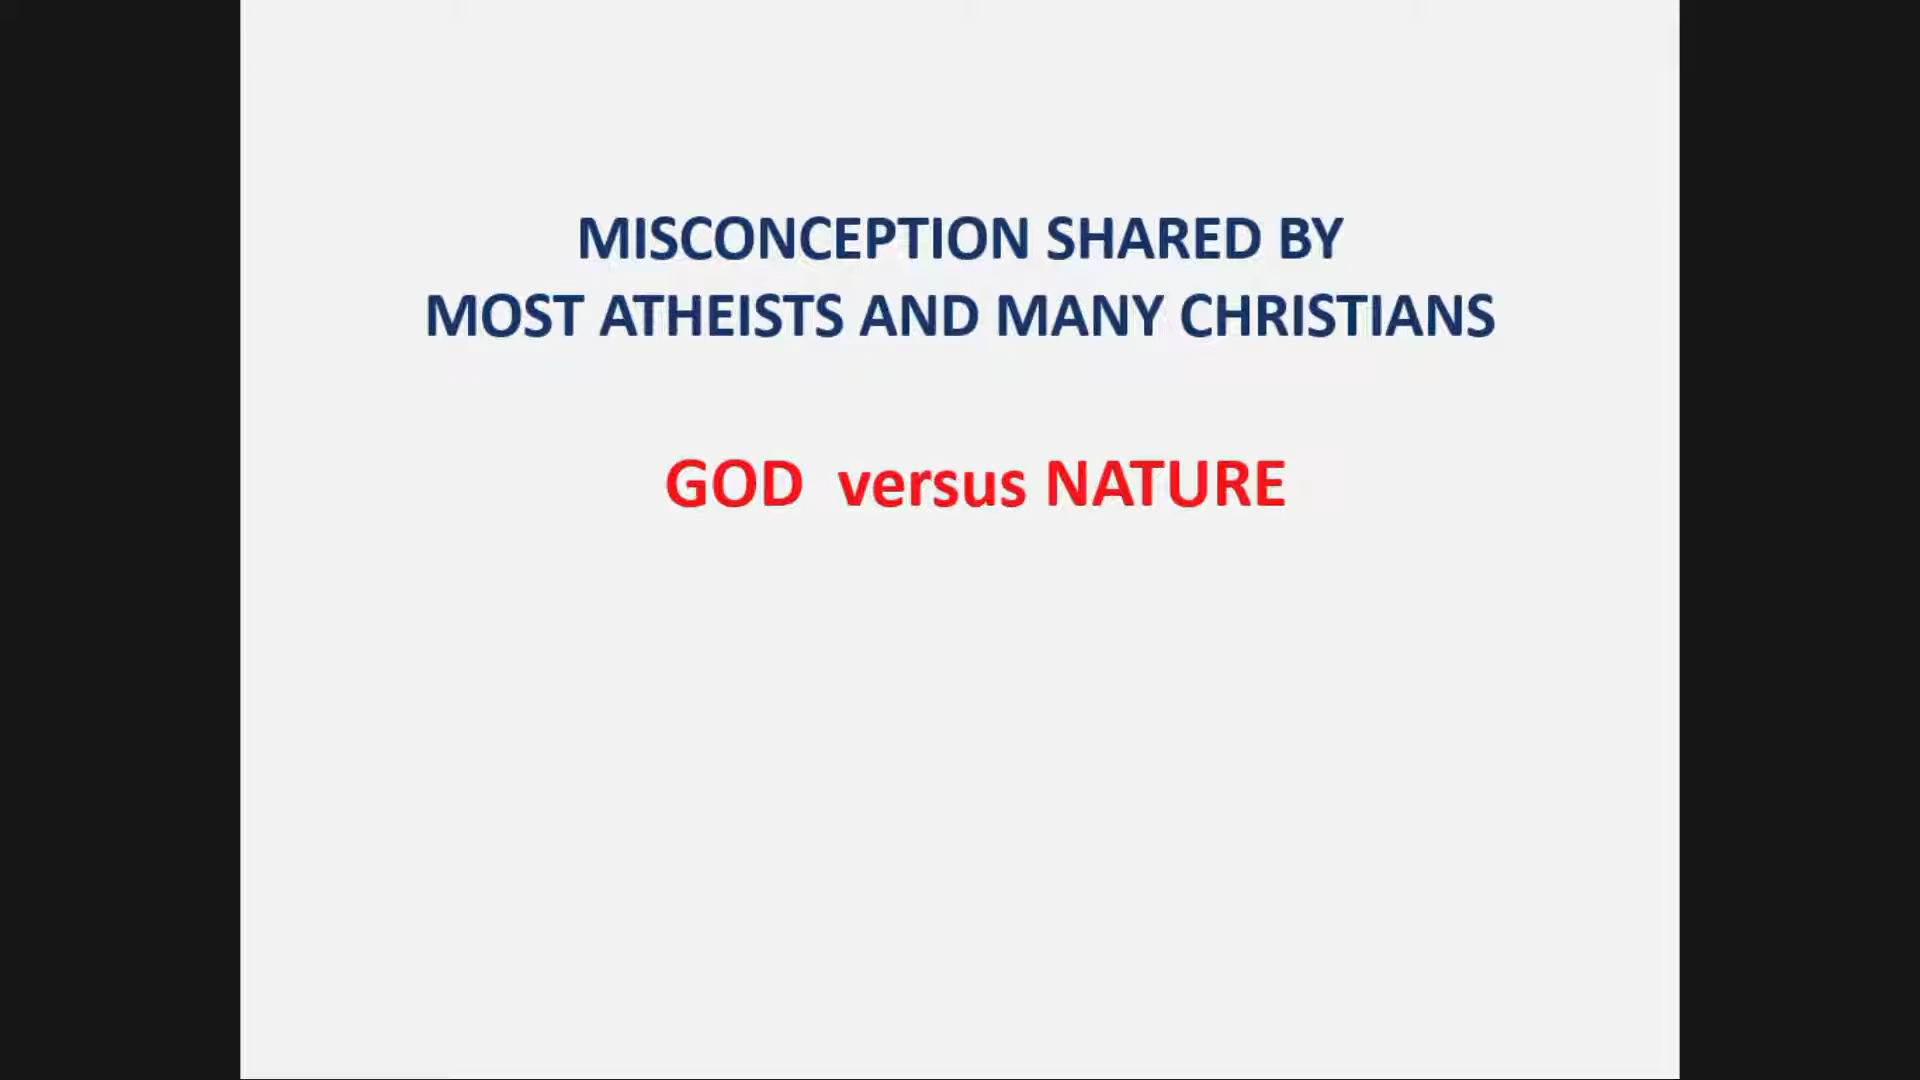 MISCONCEPTION SHARED BY
MOST ATHEISTS AND MANY CHRISTIANS
GOD versus NATURE